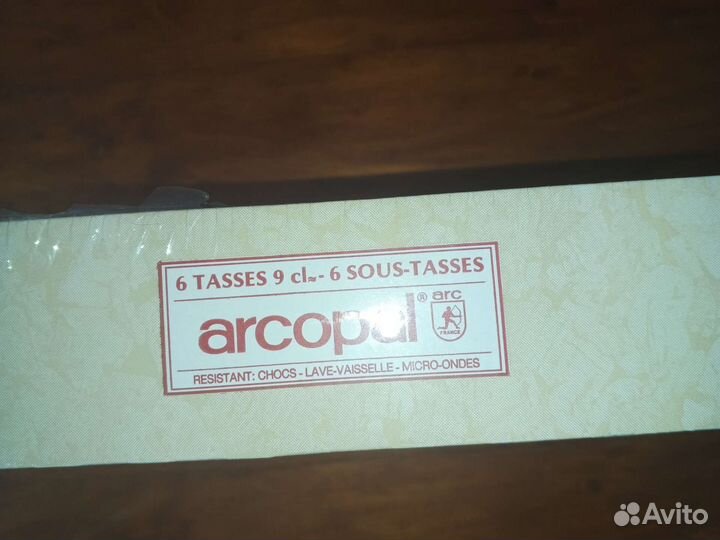 6 TASSES 9 cl≈ - 6 SOUS-TASSES
arcopal® arc
FRANCE
RESISTANT: CHOCS - LAVE-VAISSELLE - MICRO-ONDES
Avito